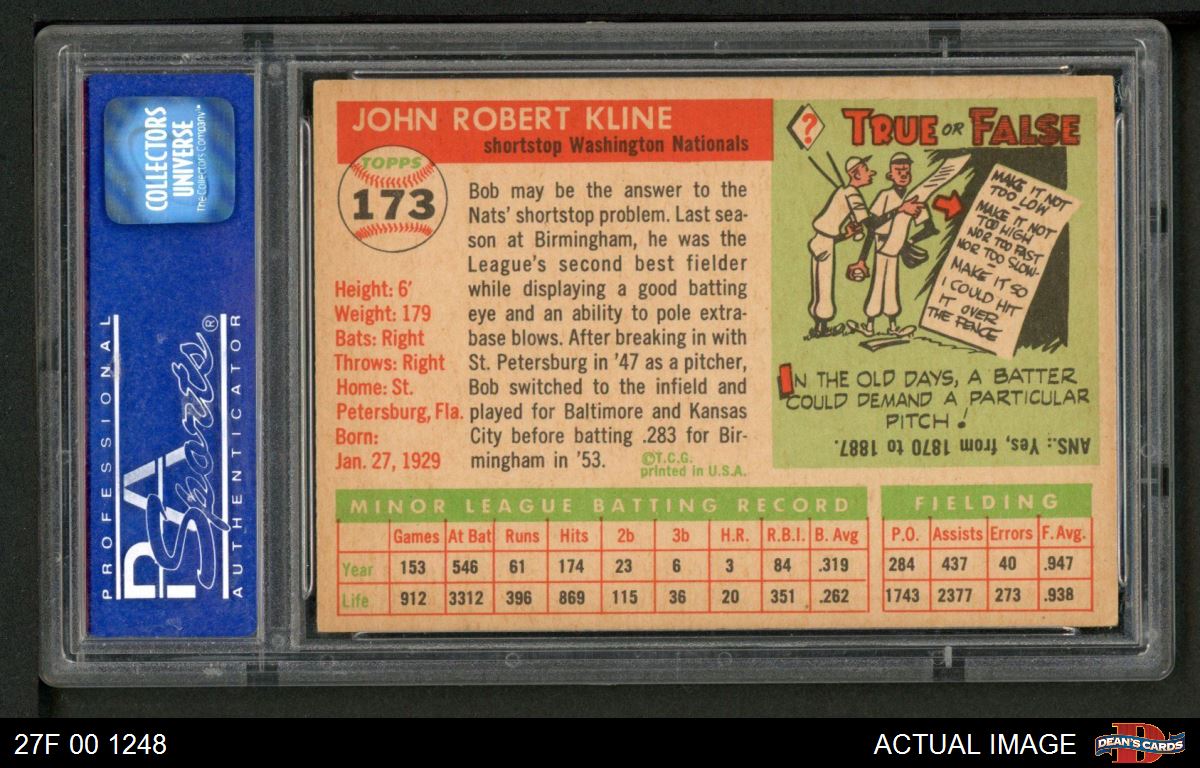 COLLECTORS
UNIVERSE
The Collectors Company™
PROFESSIONAL
PSA
Sports®
AUTHENTICATOR
JOHN ROBERT KLINE
shortstop Washington Nationals
TOPPS
173
Height: 6'
Weight: 179
Bats: Right
Throws: Right
Home: St.
Petersburg, Fla.
Born:
Jan. 27, 1929
Bob may be the answer to the
Nats' shortstop problem. Last sea-
son at Birmingham, he was the
League's second best fielder
while displaying a good batting
eye and an ability to pole extra-
base blows. After breaking in with
St. Petersburg in '47 as a pitcher,
Bob switched to the infield and
played for Baltimore and Kansas
City before batting .283 for Bir-
mingham in '53.
©T.C.G.
printed in U.S.A.
?
TRUE OR FALSE
MAKE IT NOT
TOO LOW
MAKE IT NOT
TOO HIGH
NOR TOO FAST
NOR TOO SLOW-
MAKE IT SO
I COULD HIT
IT OVER
THE FENCE
IN THE OLD DAYS, A BATTER
COULD DEMAND A PARTICULAR
PITCH!
ANS.: Yes, from 1870 to 1887.
MINOR LEAGUE BATTING RECORD
Games At Bat Runs Hits 2b 3b H.R. R.B.I. B. Avg
Year 153 546 61 174 23 6 3 84 .319
Life 912 3312 396 869 115 36 20 351 .262
FIELDING
P.O. Assists Errors F. Avg.
284 437 40 .947
1743 2377 273 .938
27F 00 1248
ACTUAL IMAGE
D
DEAN'S CARDS